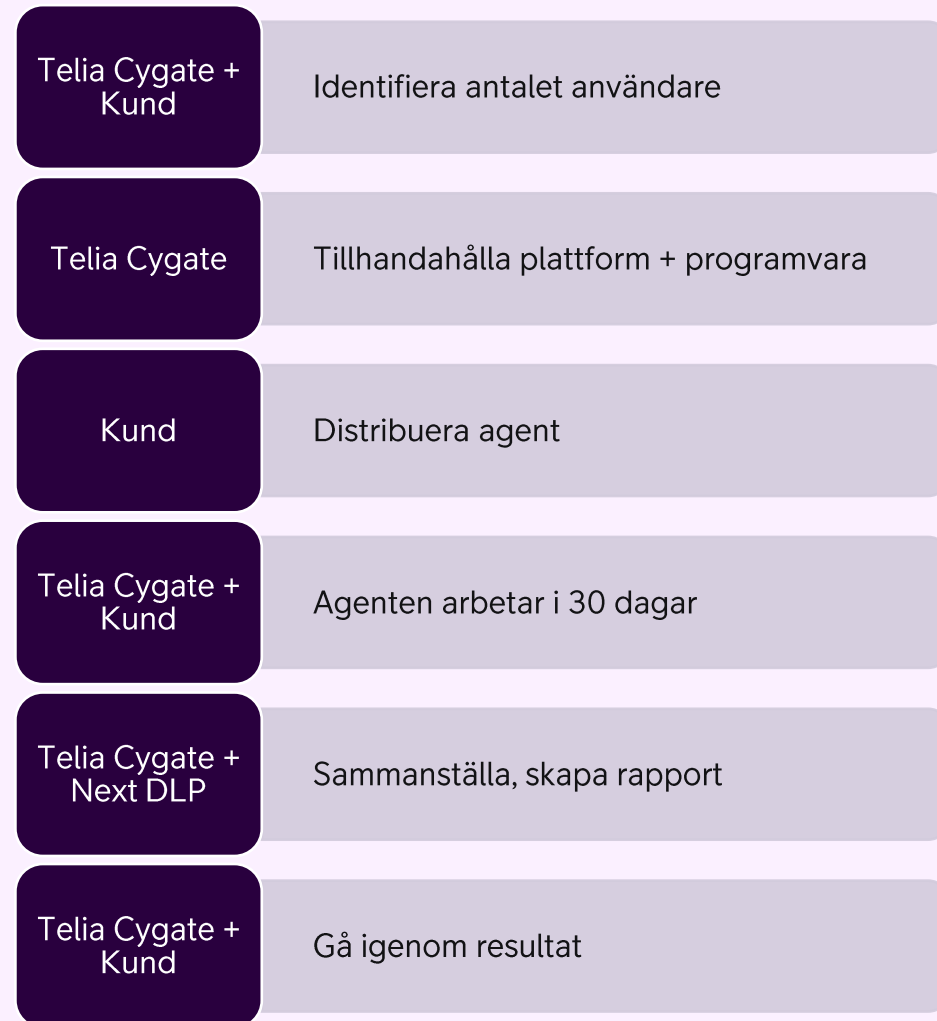 Telia Cygate +
Kund
Identifiera antalet användare
Telia Cygate
Tillhandahålla plattform + programvara
Kund
Distribuera agent
Telia Cygate +
Kund
Agenten arbetar i 30 dagar
Telia Cygate +
Next DLP
Sammanställa, skapa rapport
Telia Cygate +
Kund
Gå igenom resultat